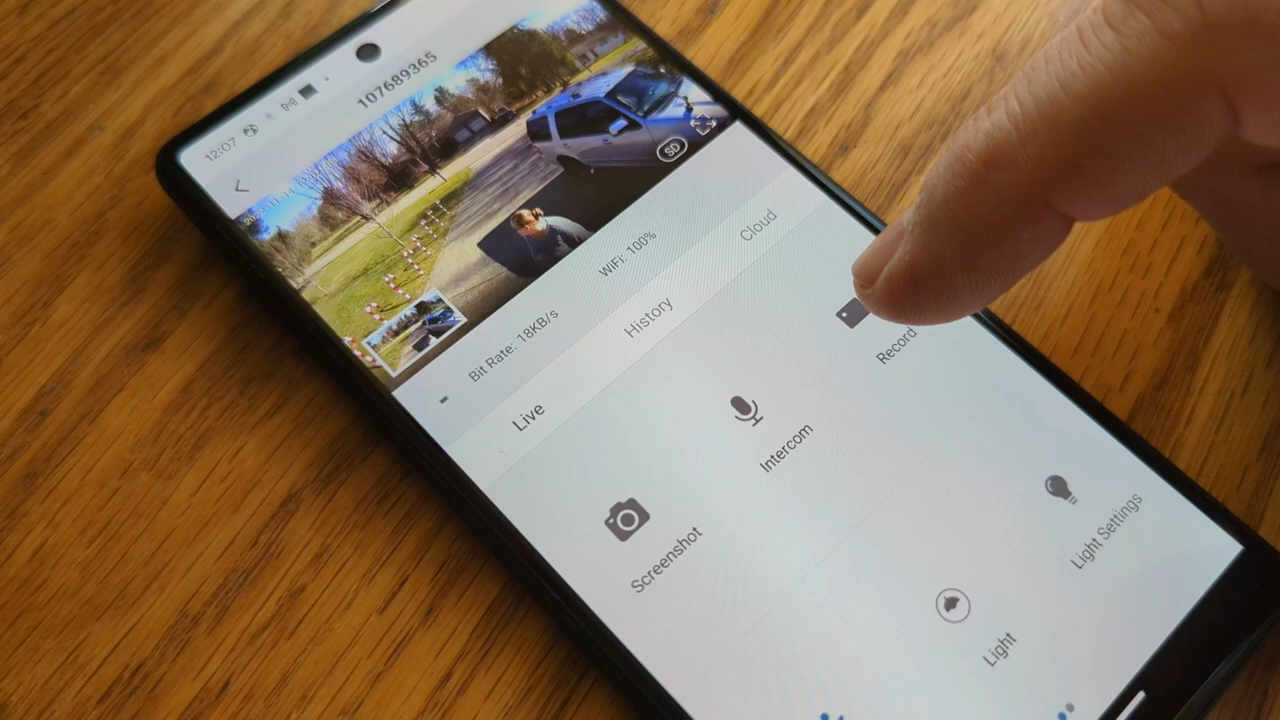 12:07
107689365
SD
Bit Rate: 18KB/s
WiFi: 100%
Live
History
Cloud
Screenshot
Intercom
Record
Light
Light Settings